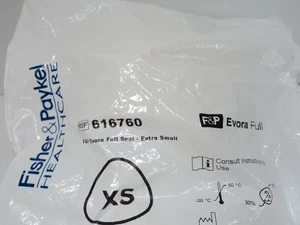 Fisher & Paykel
HEALTHCARE
REF 616760
F&P Evora Full
Evora Full Seal - Extra Small
XS
i Consult Instructions
Use
50 °C
-20 °C
30%